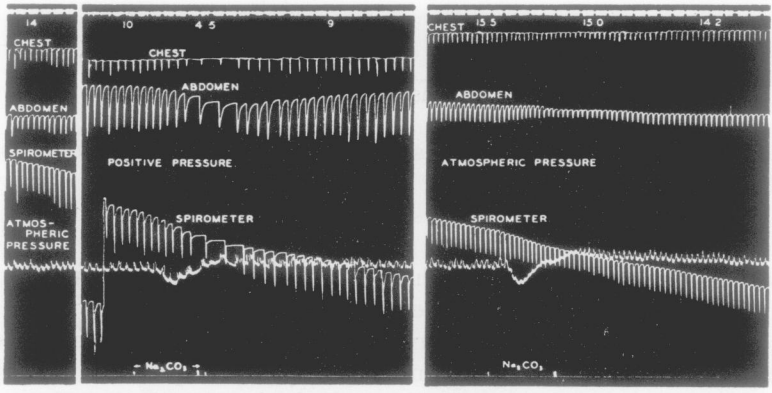 14
CHEST
ABDOMEN
SPIROMETER
ATMOS-
PHERIC
PRESSURE
10 4·5 9
CHEST
ABDOMEN
POSITIVE PRESSURE.
SPIROMETER
Na₂CO₃
15.5 15.0 14.2
CHEST
ABDOMEN
ATMOSPHERIC PRESSURE
SPIROMETER
Na₂CO₃